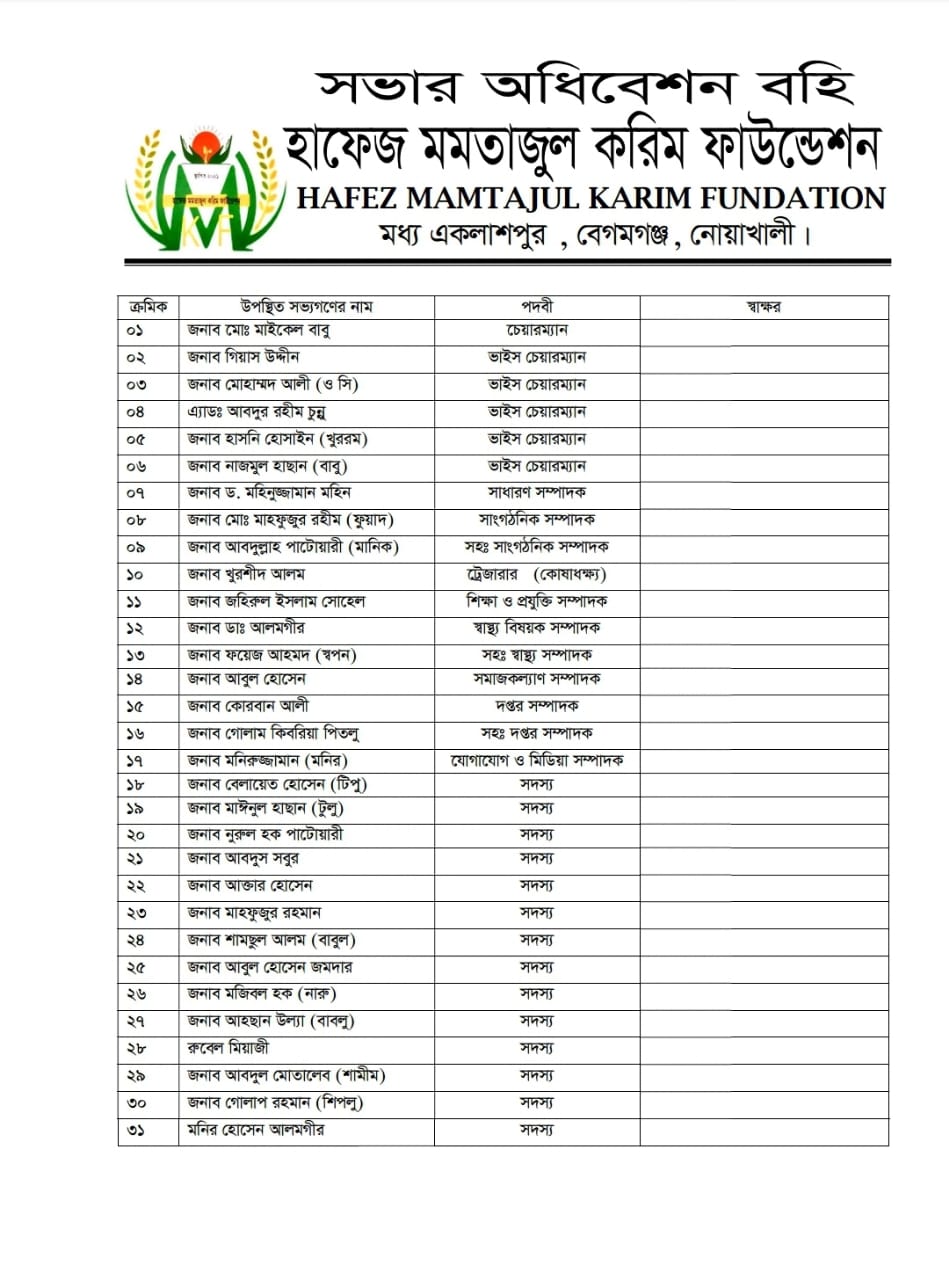 সভার অধিবেশন বহি
হাফেজ মমতাজুল করিম ফাউন্ডেশন
HAFEZ MAMTAJUL KARIM FUNDATION
মধ্য একলাশপুর , বেগমগঞ্জ , নোয়াখালী ।
হাফেজ মমতাজুল করিম ফাউন্ডেশন
KMF
ক্রমিক উপস্থিত সভ্যগণের নাম পদবী স্বাক্ষর
০১ জনাব মোঃ মাইকেল বাবু চেয়ারম্যান
০২ জনাব গিয়াস উদ্দীন ভাইস চেয়ারম্যান
০৩ জনাব মোহাম্মদ আলী (ও সি) ভাইস চেয়ারম্যান
০৪ এ্যাডঃ আবদুর রহীম চুন্নু ভাইস চেয়ারম্যান
০৫ জনাব হাসনি হোসাইন (খুররম) ভাইস চেয়ারম্যান
০৬ জনাব নাজমুল হাছান (বাবু) ভাইস চেয়ারম্যান
০৭ জনাব ড. মহিনুজ্জামান মহিন সাধারণ সম্পাদক
০৮ জনাব মোঃ মাহফুজুর রহীম (ফুয়াদ) সাংগঠনিক সম্পাদক
০৯ জনাব আবদুল্লাহ পাটোয়ারী (মানিক) সহঃ সাংগঠনিক সম্পাদক
১০ জনাব খুরশীদ আলম ট্রেজারার (কোষাধক্ষ্য)
১১ জনাব জহিরুল ইসলাম সোহেল শিক্ষা ও প্রযুক্তি সম্পাদক
১২ জনাব ডাঃ আলমগীর স্বাস্থ্য বিষয়ক সম্পাদক
১৩ জনাব ফয়েজ আহমদ (স্বপন) সহঃ স্বাস্থ্য সম্পাদক
১৪ জনাব আবুল হোসেন সমাজকল্যাণ সম্পাদক
১৫ জনাব কোরবান আলী দপ্তর সম্পাদক
১৬ জনাব গোলাম কিবরিয়া পিতলু সহঃ দপ্তর সম্পাদক
১৭ জনাব মনিরুজ্জামান (মনির) যোগাযোগ ও মিডিয়া সম্পাদক
১৮ জনাব বেলায়েত হোসেন (টিপু) সদস্য
১৯ জনাব মাঈনুল হাছান (টুলু) সদস্য
২০ জনাব নুরুল হক পাটোয়ারী সদস্য
২১ জনাব আবদুস সবুর সদস্য
২২ জনাব আক্তার হোসেন সদস্য
২৩ জনাব মাহফুজুর রহমান সদস্য
২৪ জনাব শামছুল আলম (বাবুল) সদস্য
২৫ জনাব আবুল হোসেন জমদার সদস্য
২৬ জনাব মজিবল হক (নারু) সদস্য
২৭ জনাব আহছান উল্যা (বাবলু) সদস্য
২৮ রুবেল মিয়াজী সদস্য
২৯ জনাব আবদুল মোতালেব (শামীম) সদস্য
৩০ জনাব গোলাপ রহমান (শিপলু) সদস্য
৩১ মনির হোসেন আলমগীর সদস্য